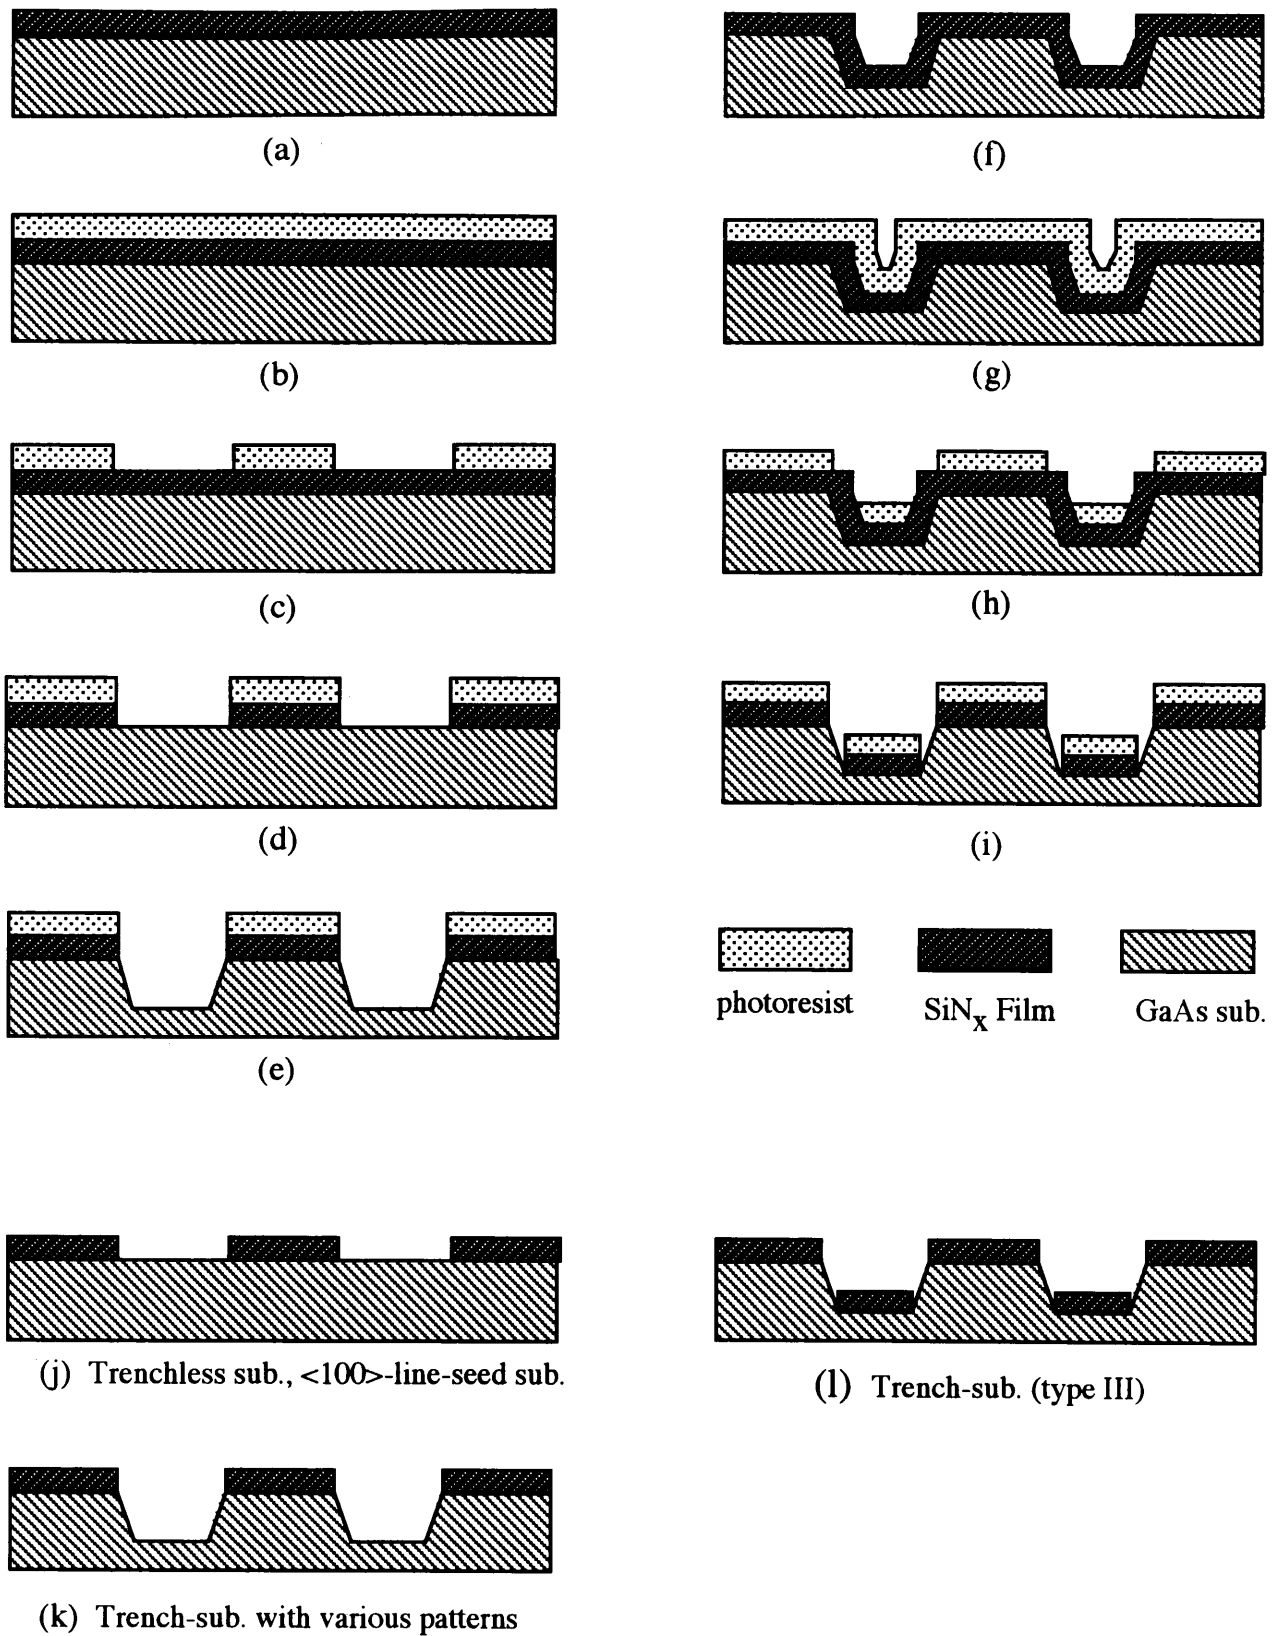 (a)
(b)
(c)
(d)
(e)
(f)
(g)
(h)
(i)
photoresist
SiNx Film
GaAs sub.
(j) Trenchless sub., <100>-line-seed sub.
(k) Trench-sub. with various patterns
(l) Trench-sub. (type III)